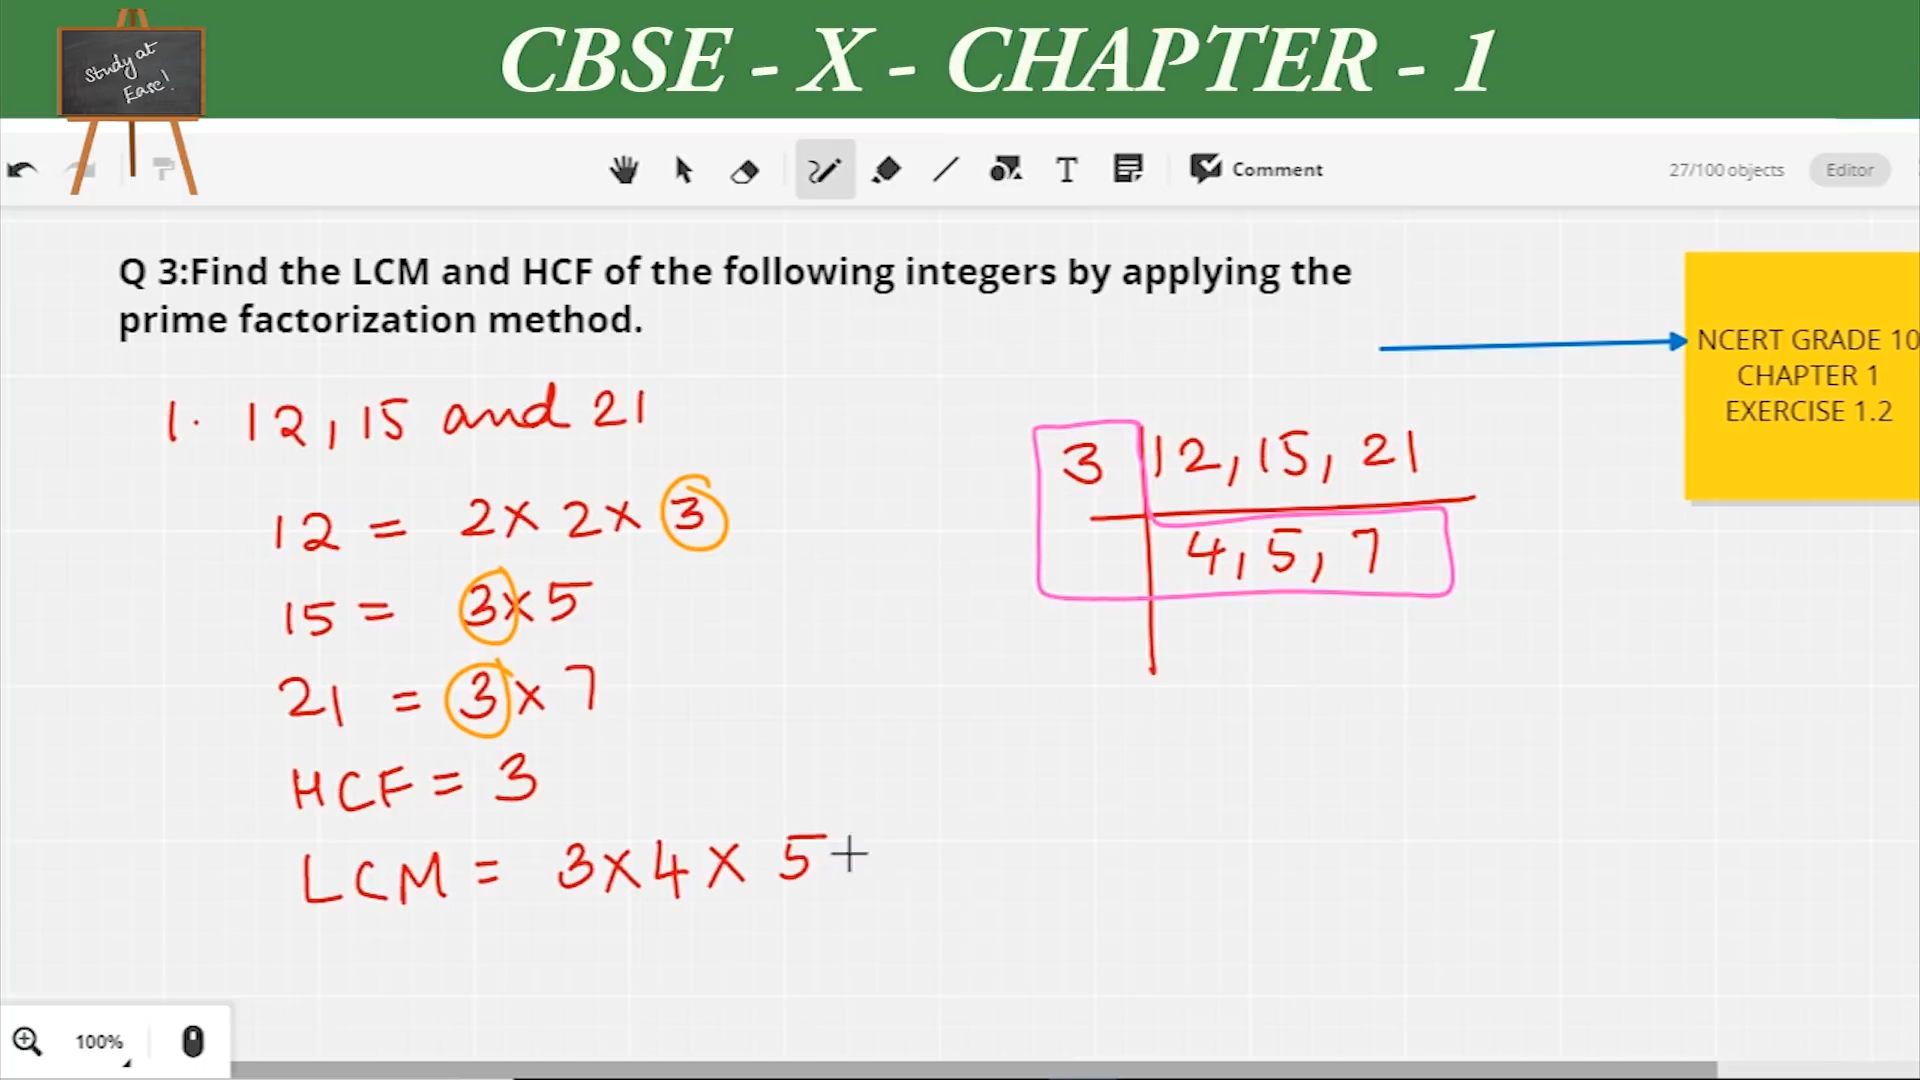 CBSE - X - CHAPTER - 1
Study at
Ease!
T
Comment
27/100 objects
Editor
Q 3:Find the LCM and HCF of the following integers by applying the
prime factorization method.
NCERT GRADE 10
CHAPTER 1
EXERCISE 1.2
1. 12, 15 and 21
12 = 2 x 2 x 3
15 = 3 x 5
21 = 3 x 7
HCF = 3
LCM = 3 x 4 x 5
3 12, 15, 21
4, 5, 7
100%